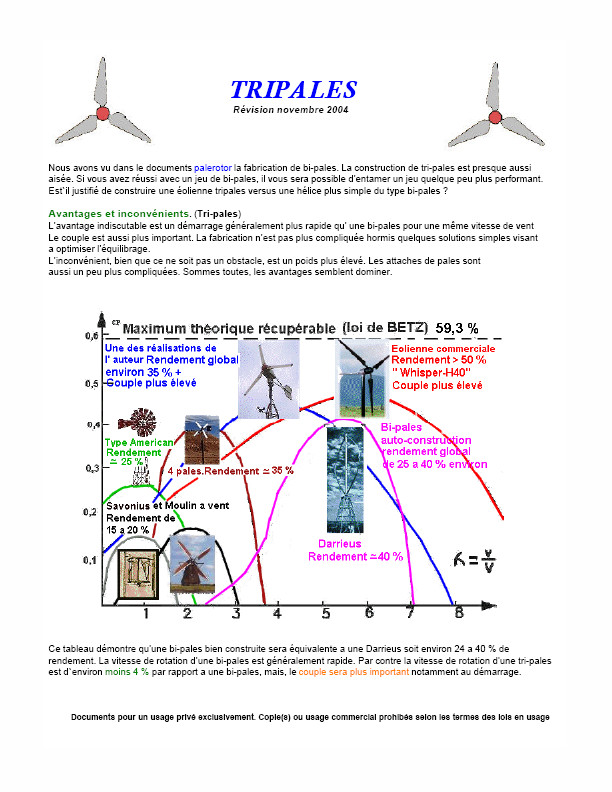 TRIPALES
Révision novembre 2004
Nous avons vu dans le documents palerotor la fabrication de bi-pales. La construction de tri-pales est presque aussi
aisée. Si vous avez réussi avec un jeu de bi-pales, il vous sera possible d'entamer un jeu quelque peu plus performant.
Est'il justifié de construire une éolienne tripales versus une hélice plus simple du type bi-pales ?
Avantages et inconvénients. (Tri-pales)
L'avantage indiscutable est un démarrage généralement plus rapide qu' une bi-pales pour une même vitesse de vent
Le couple est aussi plus important. La fabrication n'est pas plus compliquée hormis quelques solutions simples visant
a optimiser l'équilibrage.
L'inconvénient, bien que ce ne soit pas un obstacle, est un poids plus élevé. Les attaches de pales sont
aussi un peu plus compliquées. Sommes toutes, les avantages semblent dominer.
CP Maximum théorique récupérable (loi de BETZ) 59,3 %
0,6
Une des réalisations de
l' auteur Rendement global
environ 35 % +
Couple plus élevé
Eolienne commerciale
Rendement > 50 %
" Whisper-H40"
Couple plus élevé
0,5
0,4
Type American
Rendement
≃ 25 %
Bi-pales
auto-construction
rendement global
de 25 a 40 % environ
0,3
4 pales.Rendement ≃ 35 %
Savonius et Moulin a vent
Rendement de
15 a 20 %
0,2
Darrieus
Rendement ≃40 %
0,1
1 2 3 4 5 6 7 8
Ce tableau démontre qu'une bi-pales bien construite sera équivalente a une Darrieus soit environ 24 a 40 % de
rendement. La vitesse de rotation d'une bi-pales est généralement rapide. Par contre la vitesse de rotation d'une tri-pales
est d'environ moins 4 % par rapport a une bi-pales, mais, le couple sera plus important notamment au démarrage.
Documents pour un usage privé exclusivement. Copie(s) ou usage commercial prohibés selon les termes des lois en usage